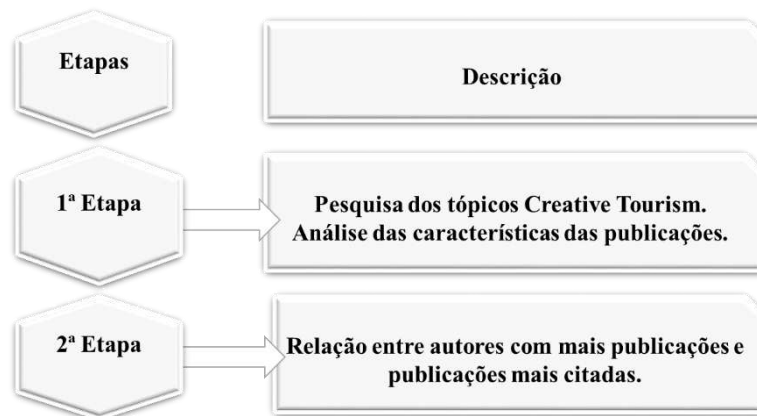 Etapas
Descrição
1ª Etapa
Pesquisa dos tópicos Creative Tourism.
Análise das características das publicações.
2ª Etapa
Relação entre autores com mais publicações e
publicações mais citadas.